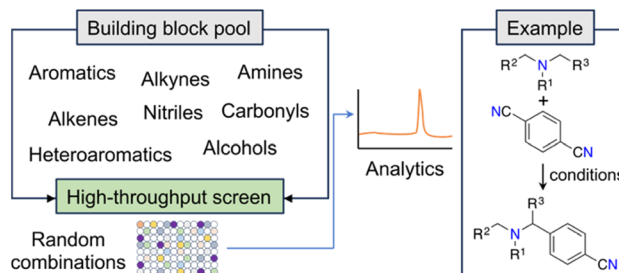 Building block pool
Aromatics
Alkynes
Amines
Alkenes
Nitriles
Carbonyls
Heteroaromatics
Alcohols
High-throughput screen
Random
combinations
Analytics
Example
R² N R³
R¹
+
NC
CN
conditions
R³
R² N
R¹
CN